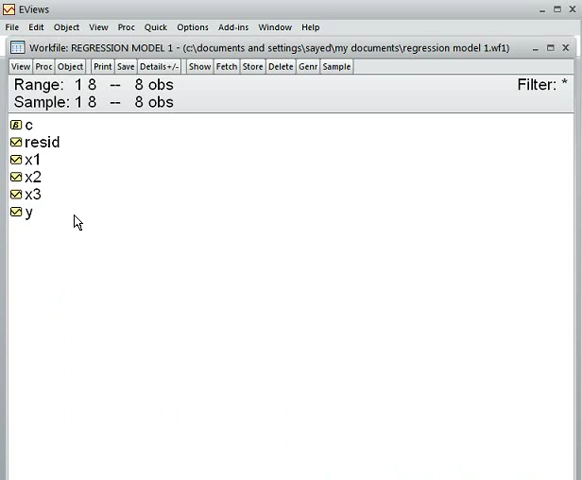 EViews
File Edit Object View Proc Quick Options Add-ins Window Help
Workfile: REGRESSION MODEL 1 - (c:\documents and settings\sayed\my documents\regression model 1.wf1)
View Proc Object Print Save Details+/- Show Fetch Store Delete Genr Sample
Range: 1 8 -- 8 obs Filter: *
Sample: 1 8 -- 8 obs
c
resid
x1
x2
x3
y